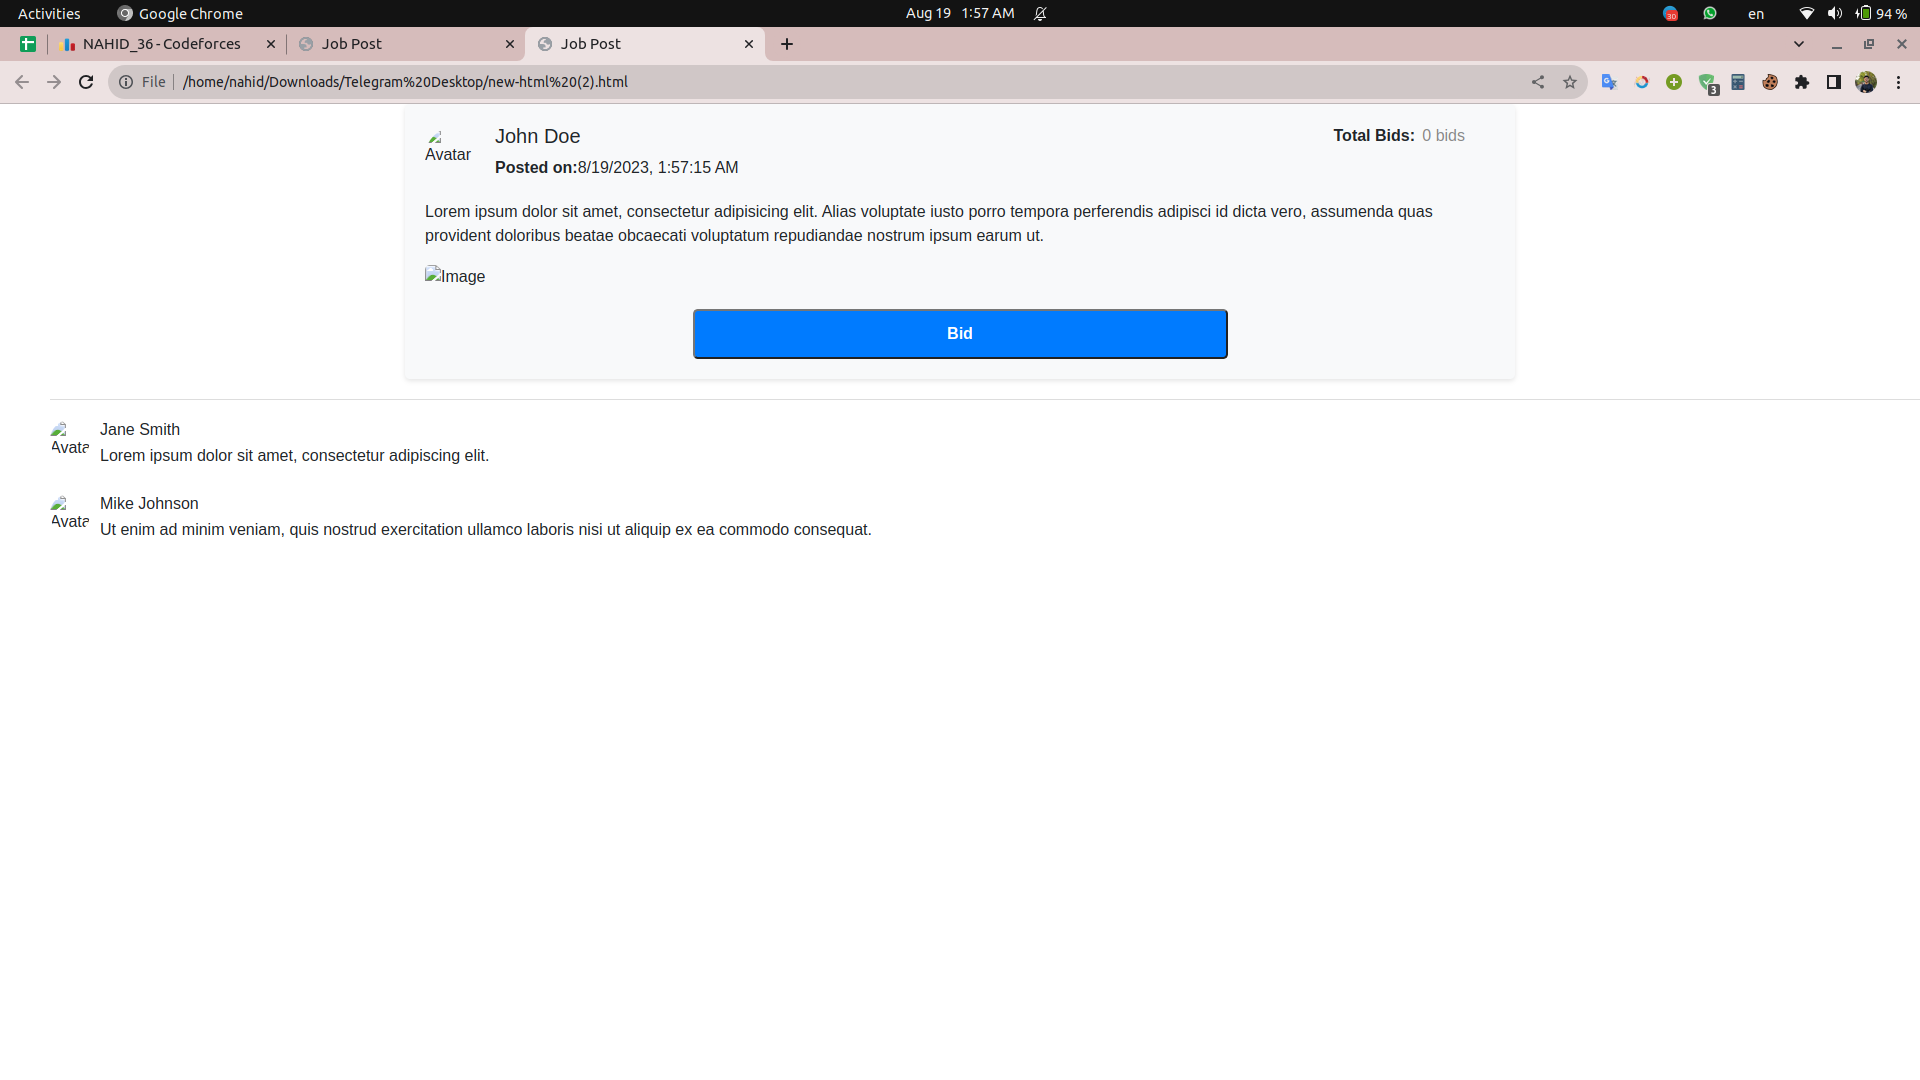 Activities Google Chrome Aug 19 1:57 AM 30 en 94 %
NAHID_36 - Codeforces Job Post Job Post
File /home/nahid/Downloads/Telegram%20Desktop/new-html%20(2).html 3
Avatar John Doe Total Bids: 0 bids
Posted on:8/19/2023, 1:57:15 AM
Lorem ipsum dolor sit amet, consectetur adipisicing elit. Alias voluptate iusto porro tempora perferendis adipisci id dicta vero, assumenda quas
provident doloribus beatae obcaecati voluptatum repudiandae nostrum ipsum earum ut.
Image
Bid
Jane Smith
Avata Lorem ipsum dolor sit amet, consectetur adipiscing elit.
Mike Johnson
Avata Ut enim ad minim veniam, quis nostrud exercitation ullamco laboris nisi ut aliquip ex ea commodo consequat.